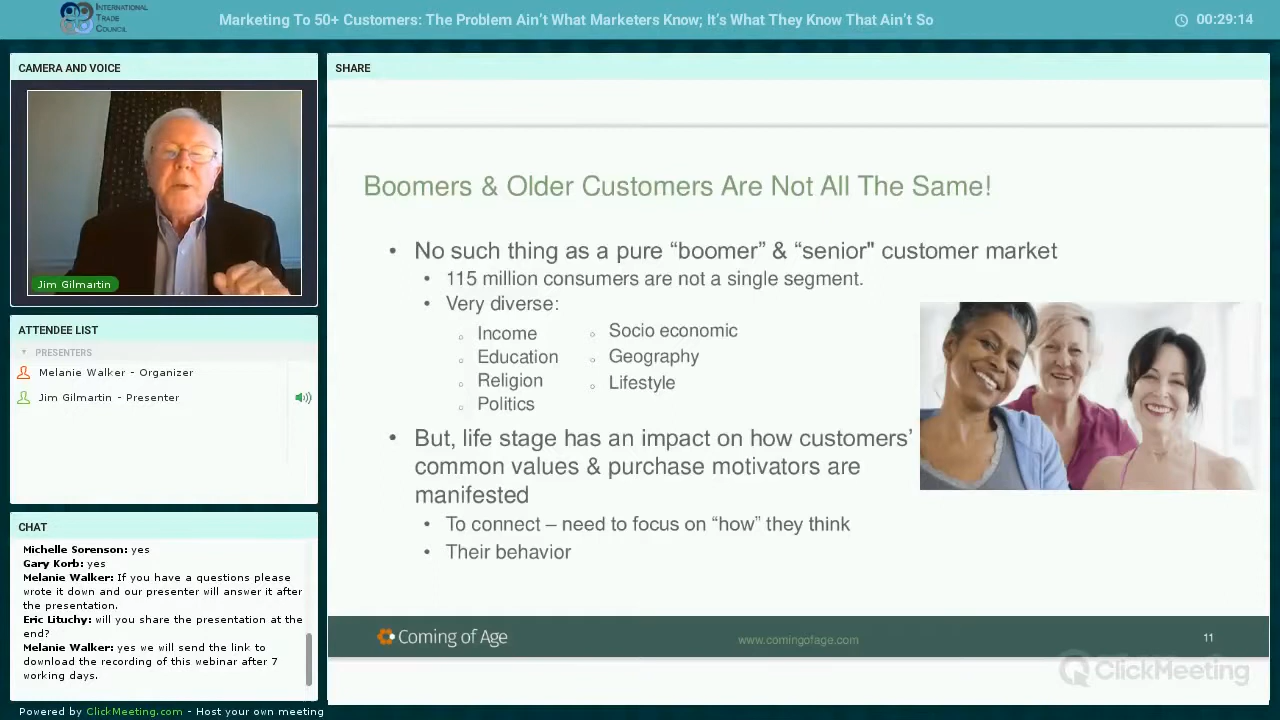 INTERNATIONAL
TRADE
COUNCIL
Marketing To 50+ Customers: The Problem Ain't What Marketers Know; It's What They Know That Ain't So
00:29:14
CAMERA AND VOICE
Jim Gilmartin
ATTENDEE LIST
PRESENTERS
Melanie Walker - Organizer
Jim Gilmartin - Presenter
CHAT
Michelle Sorenson: yes
Gary Korb: yes
Melanie Walker: If you have a questions please
wrote it down and our presenter will answer it after
the presentation.
Eric Lituchy: will you share the presentation at the
end?
Melanie Walker: yes we will send the link to
download the recording of this webinar after 7
working days.
SHARE
Boomers & Older Customers Are Not All The Same!
• No such thing as a pure “boomer” & “senior" customer market
• 115 million consumers are not a single segment.
• Very diverse:
○ Income
○ Education
○ Religion
○ Politics
○ Socio economic
○ Geography
○ Lifestyle
• But, life stage has an impact on how customers’
common values & purchase motivators are
manifested
• To connect – need to focus on “how” they think
• Their behavior
Coming of Age
www.comingofage.com
11
ClickMeeting
Powered by ClickMeeting.com - Host your own meeting